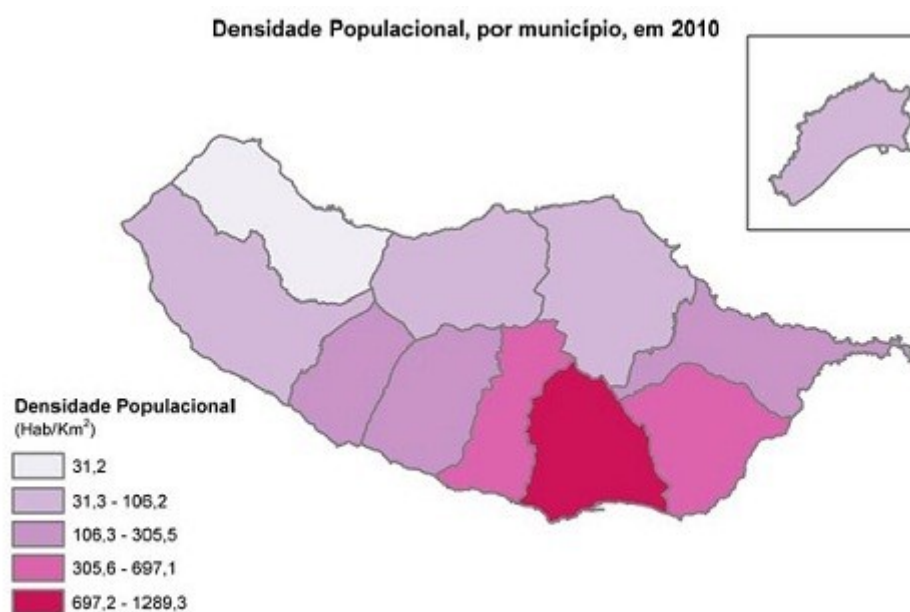 Densidade Populacional, por município, em 2010
Densidade Populacional
(Hab/Km²)
31,2
31,3 - 106,2
106,3 - 305,5
305,6 - 697,1
697,2 - 1289,3